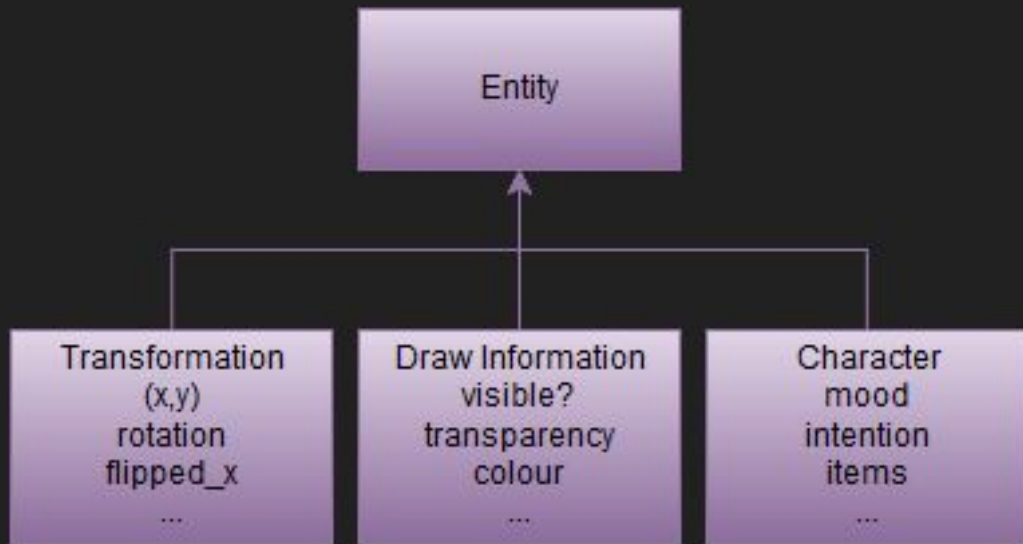 Entity
Transformation
(x,y)
rotation
flipped_x
...
Draw Information
visible?
transparency
colour
...
Character
mood
intention
items
...